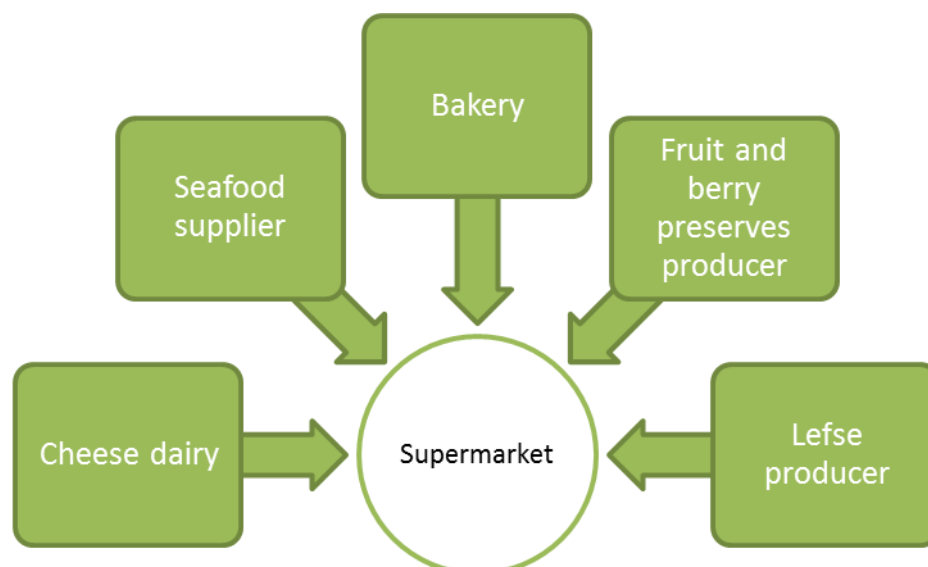 Bakery
Seafood
supplier
Fruit and
berry
preserves
producer
Cheese dairy
Supermarket
Lefse
producer